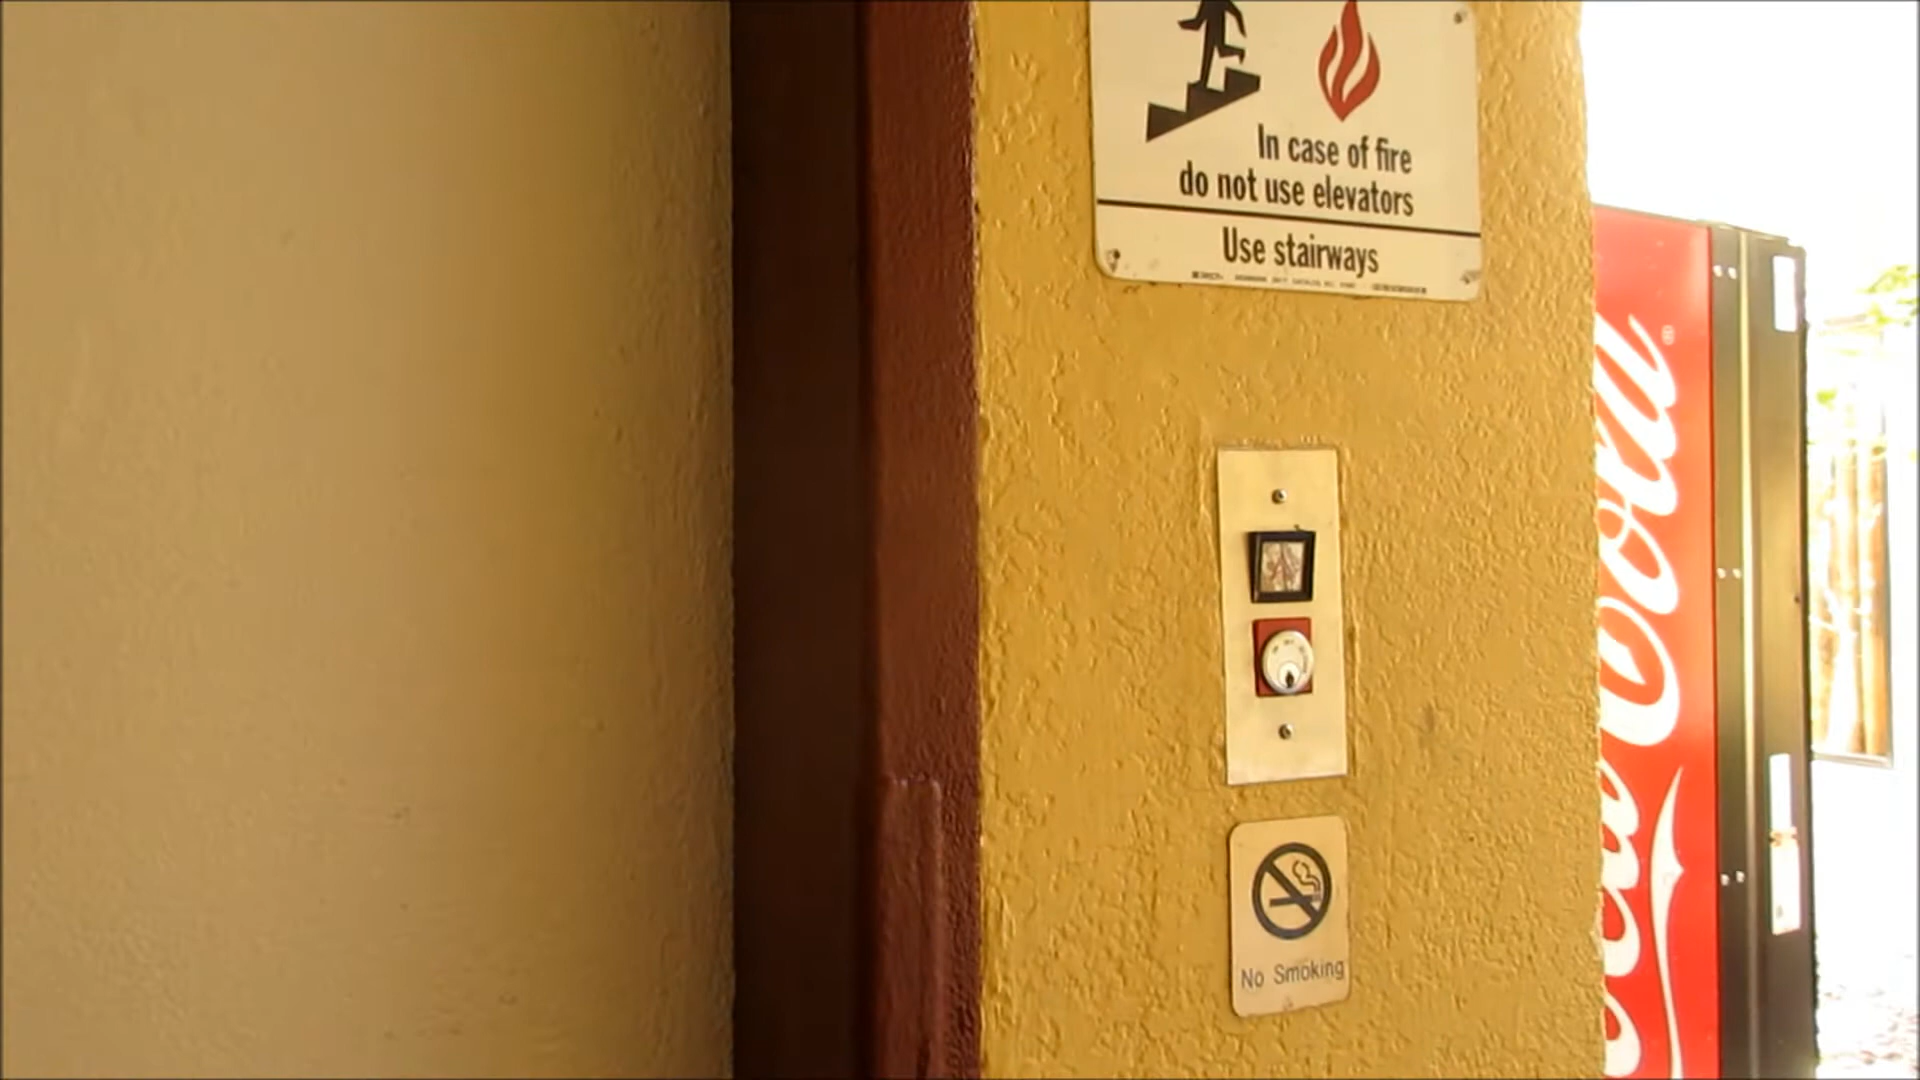 In case of fire
do not use elevators
Use stairways
No Smoking
Coca Cola
®